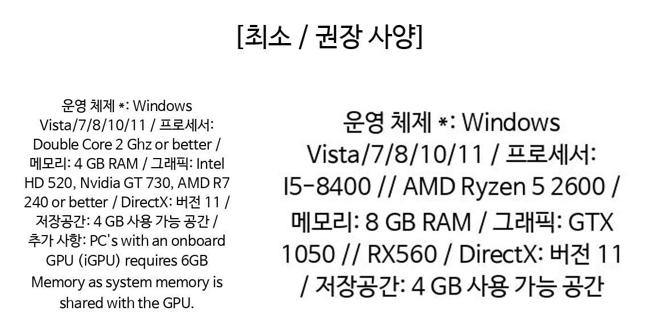 [최소 / 권장 사양]
운영 체제 *: Windows
Vista/7/8/10/11 / 프로세서:
Double Core 2 Ghz or better /
메모리: 4 GB RAM / 그래픽: Intel
HD 520, Nvidia GT 730, AMD R7
240 or better / DirectX: 버전 11 /
저장공간: 4 GB 사용 가능 공간 /
추가 사항: PC's with an onboard
GPU (iGPU) requires 6GB
Memory as system memory is
shared with the GPU.
운영 체제 *: Windows
Vista/7/8/10/11 / 프로세서:
I5-8400 // AMD Ryzen 5 2600 /
메모리: 8 GB RAM / 그래픽: GTX
1050 // RX560 / DirectX: 버전 11
/ 저장공간: 4 GB 사용 가능 공간